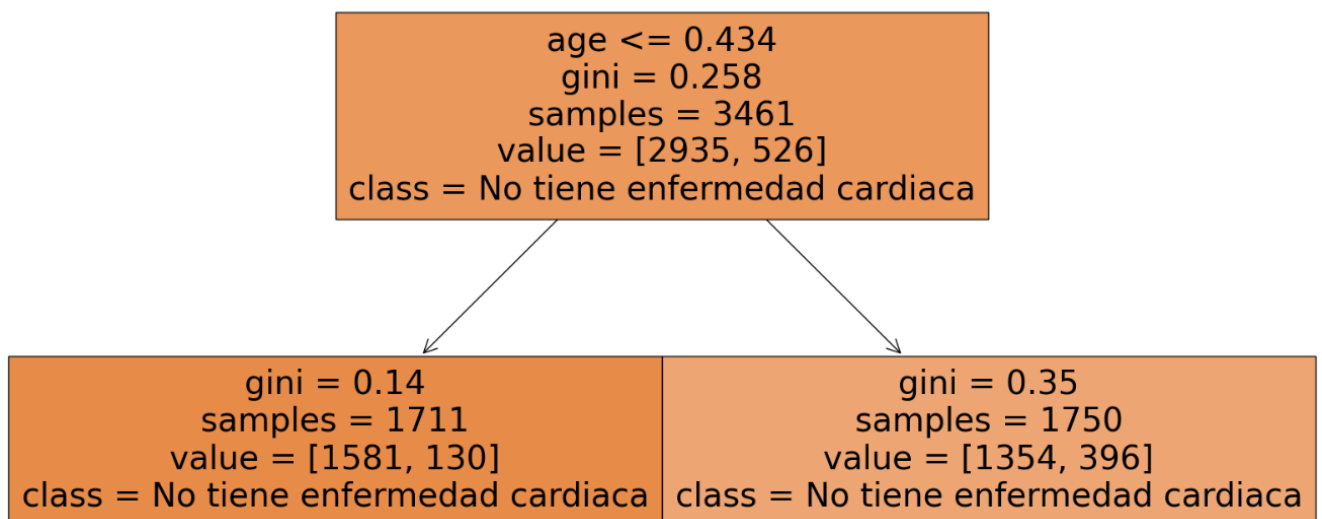 age <= 0.434
gini = 0.258
samples = 3461
value = [2935, 526]
class = No tiene enfermedad cardiaca
gini = 0.14
samples = 1711
value = [1581, 130]
class = No tiene enfermedad cardiaca
gini = 0.35
samples = 1750
value = [1354, 396]
class = No tiene enfermedad cardiaca